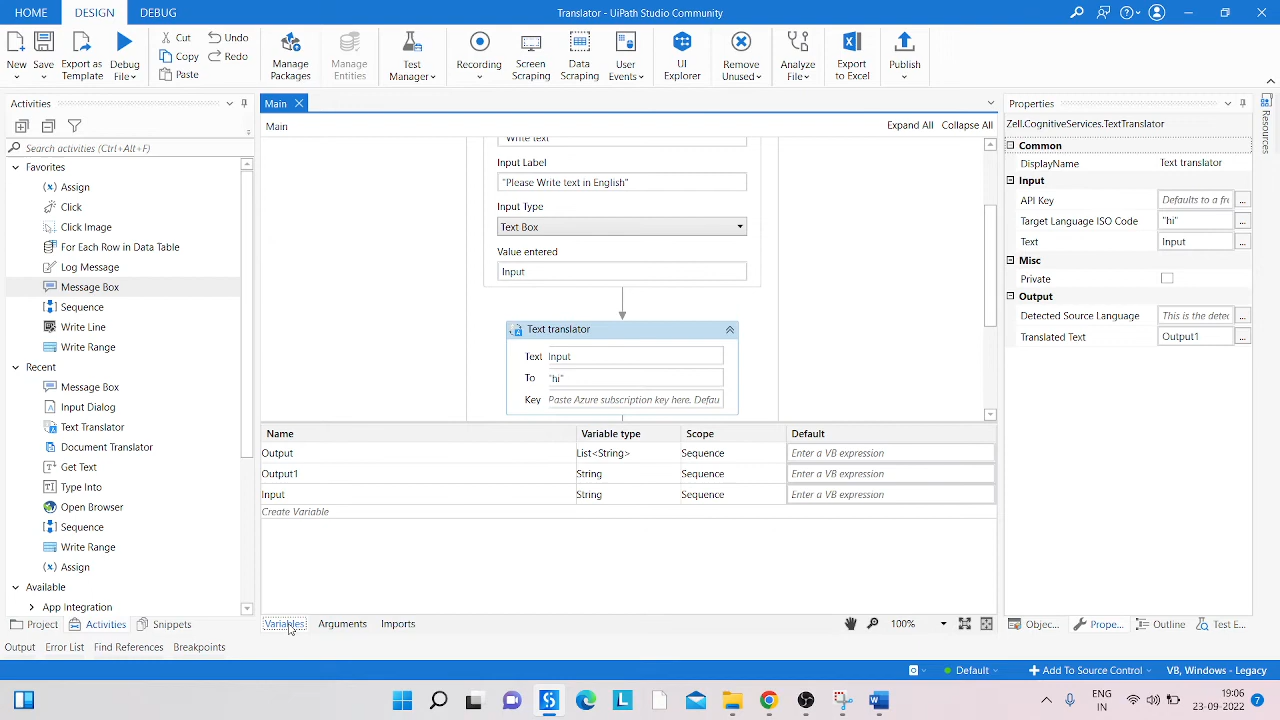 HOME DESIGN DEBUG Translator - UiPath Studio Community
New Save Export as Template Debug File Cut Copy Paste Undo Redo Manage Packages Manage Entities Test Manager Recording Screen Scraping Data Scraping User Events UI Explorer Remove Unused Analyze File Export to Excel Publish
Activities
Search activities (Ctrl+Alt+F)
Favorites
Assign
Click
Click Image
For Each Row in Data Table
Log Message
Message Box
Sequence
Write Line
Write Range
Recent
Message Box
Input Dialog
Text Translator
Document Translator
Get Text
Type Into
Open Browser
Sequence
Write Range
Assign
Available
App Integration
Project Activities Snippets
Main
Main Expand All Collapse All
Write text
Input Label
"Please Write text in English"
Input Type
Text Box
Value entered
Input
Text translator
Text Input
To "hi"
Key Paste Azure subscription key here. Defau
Name Variable type Scope Default
Output List<String> Sequence Enter a VB expression
Output1 String Sequence Enter a VB expression
Input String Sequence Enter a VB expression
Create Variable
Variables Arguments Imports 100%
Properties
Zell.CognitiveServices.TextTranslator
Common
DisplayName Text translator
Input
API Key Defaults to a fre
Target Language ISO Code "hi" ...
Text Input ...
Misc
Private
Output
Detected Source Language This is the detec ...
Translated Text Output1 ...
Objec... Prope... Outline Test E...
Resources
Output Error List Find References Breakpoints
Default Add To Source Control VB, Windows - Legacy
ENG
IN
19:06
23-09-2022
7